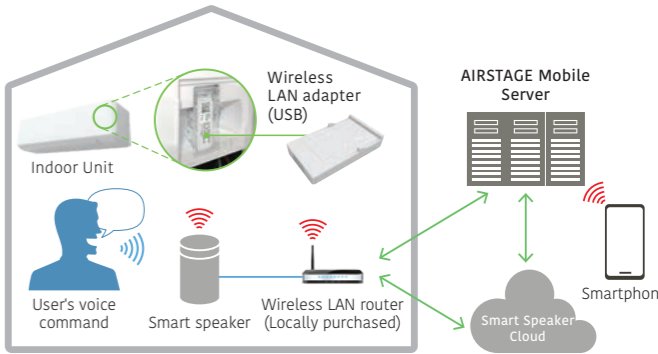 Wireless
LAN adapter
(USB)
Indoor Unit
AIRSTAGE Mobile
Server
User's voice
command
Smart speaker
Wireless LAN router
(Locally purchased)
Smart Speaker
Cloud
Smartphon